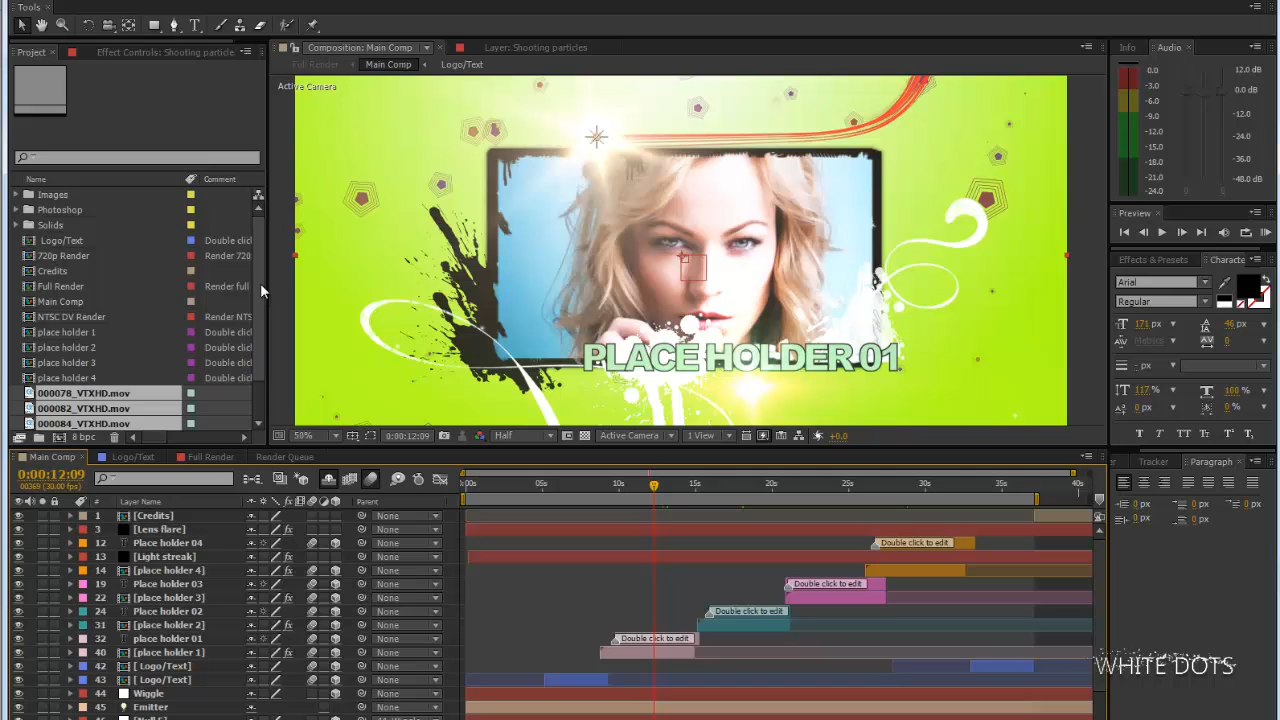 Tools
Project
Effect Controls: Shooting particle
Composition: Main Comp
Layer: Shooting particles
Info
Audio
Full Render
Main Comp
Logo/Text
Active Camera
0.0
-3.0
-6.0
-9.0
-12.0
-15.0
-18.0
-21.0
-24.0
12.0 dB
0.0 dB
-12.0
-24.0
-36.0
-48.0 dB
Name
Comment
Images
Photoshop
Solids
Logo/Text
Double clic
720p Render
Render 720
Credits
Full Render
Render full
Main Comp
NTSC DV Render
Render NTS
place holder 1
Double click
place holder 2
Double click
place holder 3
Double click
place holder 4
Double click
000078_VTXHD.mov
000082_VTXHD.mov
000084_VTXHD.mov
8 bpc
PLACE HOLDER 01
50%
0:00:12:09
Half
Active Camera
1 View
+0.0
Preview
Effects & Presets
Characte
Arial
Regular
171 px
46 px
Metrics
0
- px
117 %
100 %
0 px
0 %
T T TT Tr T¹ T₁
Tracker
Paragraph
0 px
0 px
0 px
0 px
0 px
Main Comp
Logo/Text
Full Render
Render Queue
0:00:12:09
00369 (30.00 fps)
:00s
05s
10s
15s
20s
25s
30s
35s
40s
#
Layer Name
Parent
1 [Credits] None
3 [Lens flare] None
12 Place holder 04 None
Double click to edit
13 [Light streak] None
14 [place holder 4] None
19 Place holder 03 None
Double click to edit
23 [place holder 3] None
24 Place holder 02 None
Double click to edit
31 [place holder 2] None
32 place holder 01 None
Double click to edit
40 [place holder 1] None
42 [ Logo/Text] None
43 [ Logo/Text] None
44 Wiggle None
45 Emitter None
WHITE DOTS